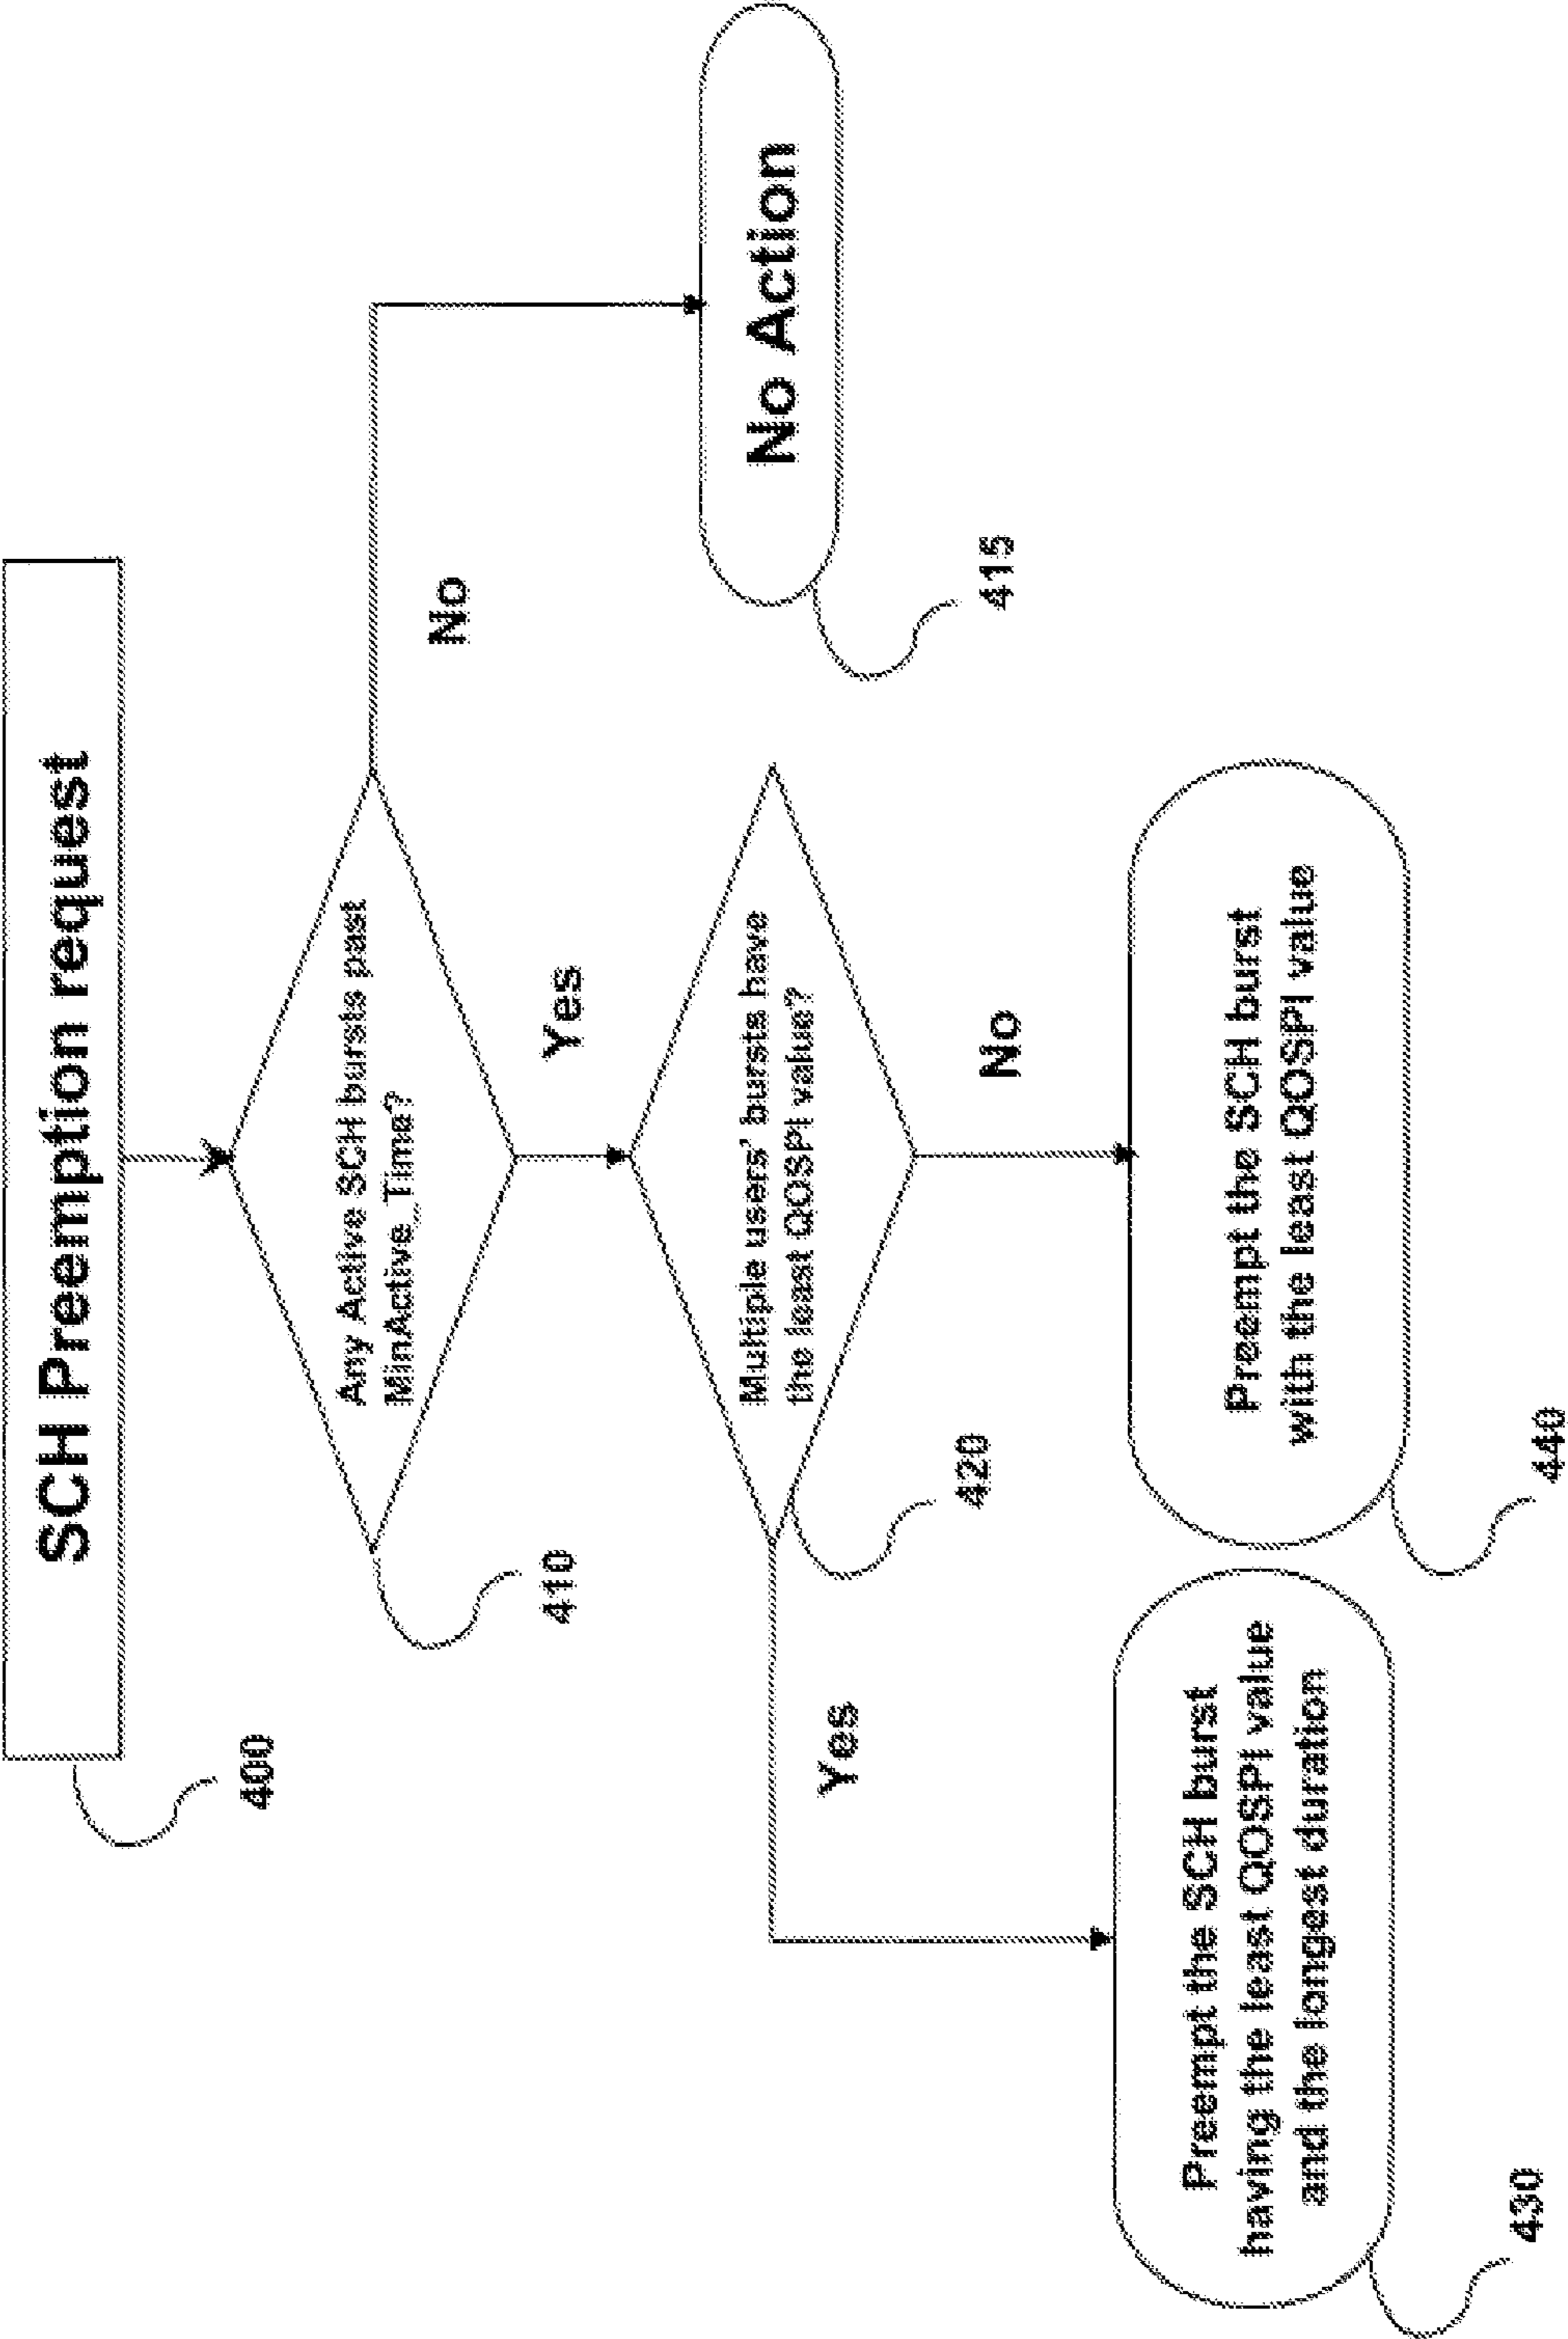 SCH Preemption request
400
Any Active SCH bursts past
MinActive_Time?
410
No
No Action
415
Yes
Multiple users' bursts have
the least QOSPI value?
420
Yes
Preempt the SCH burst
having the least QOSPI value
and the longest duration
430
No
Preempt the SCH burst
with the least QOSPI value
440